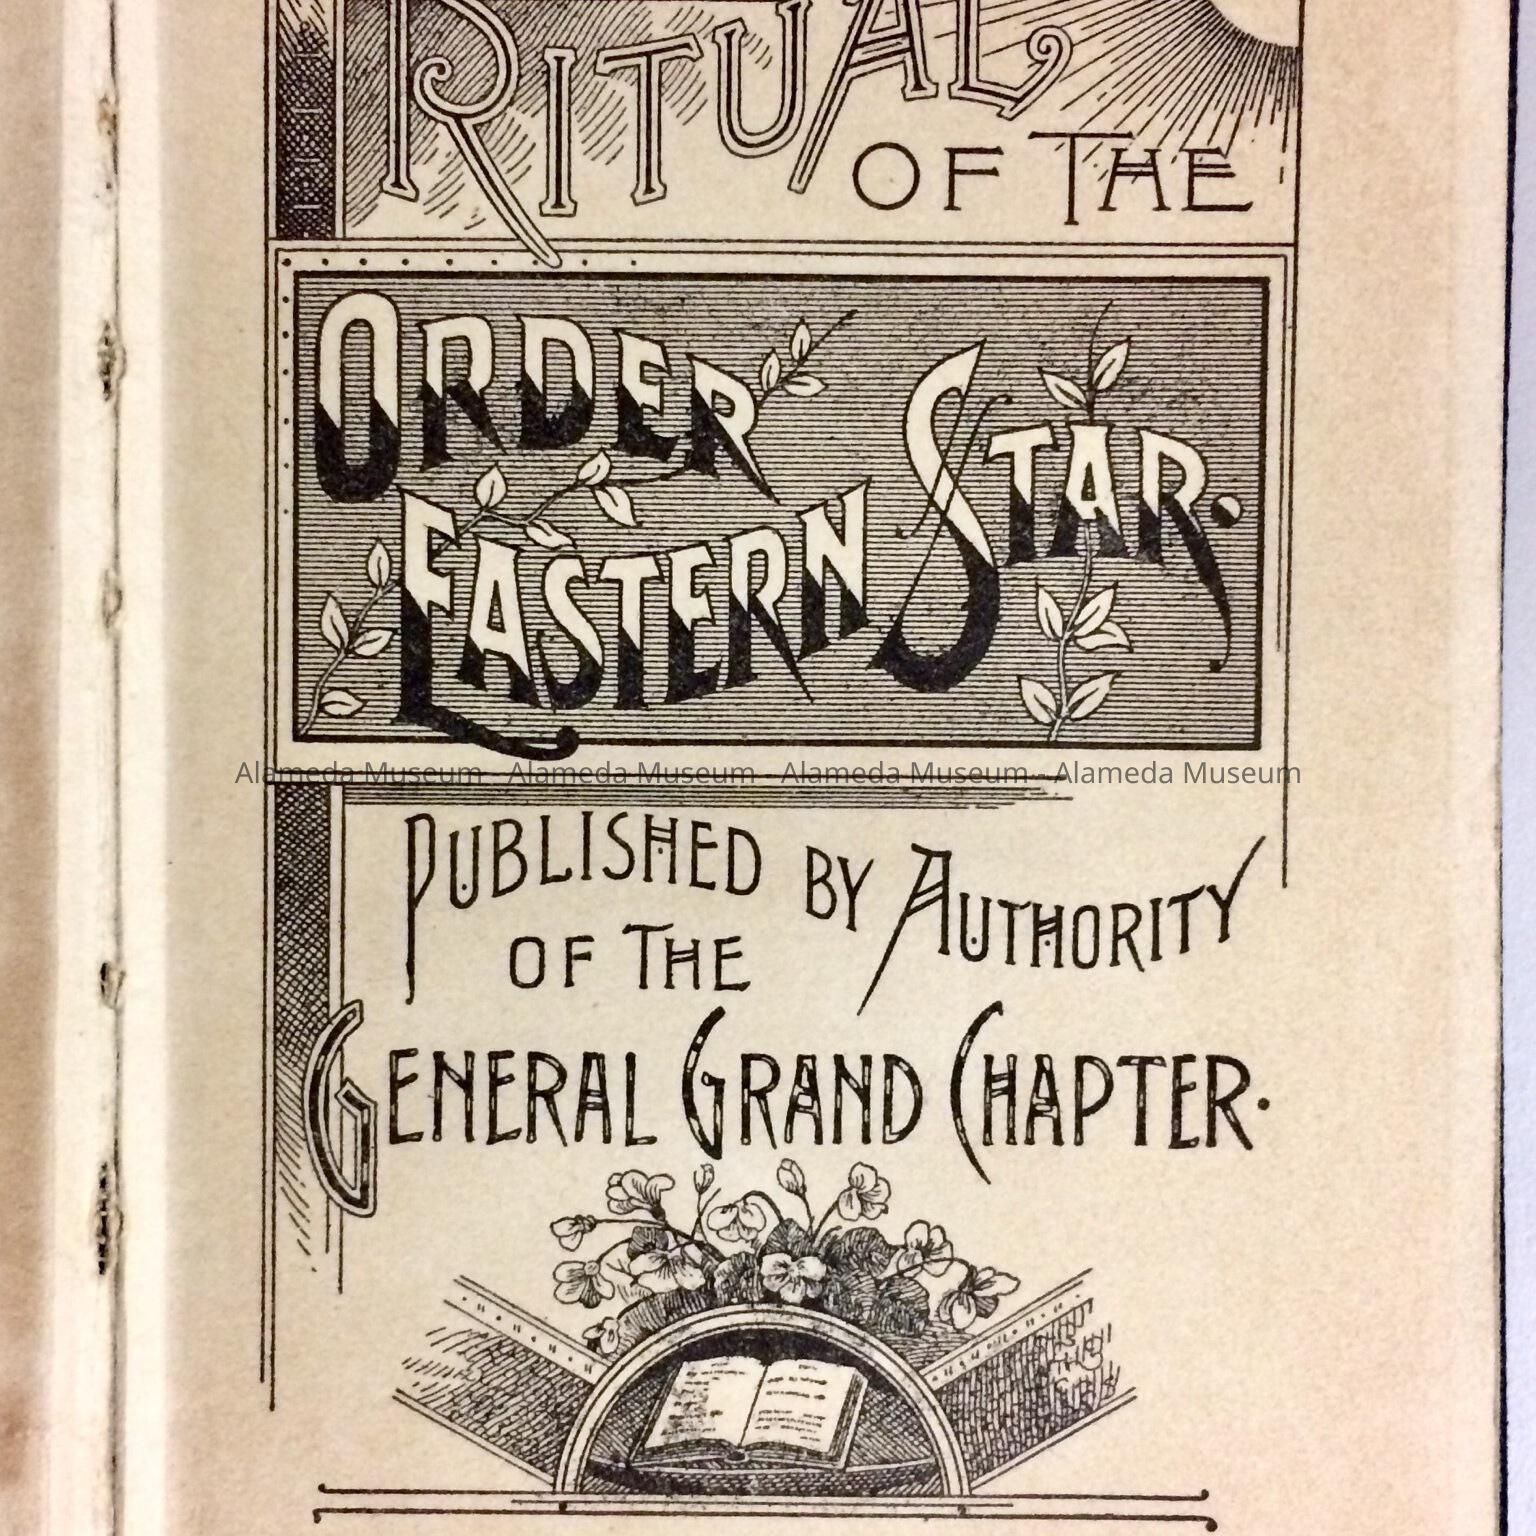 RITUAL
OF THE
ORDER
EASTERN STAR.
Alameda Museum - Alameda Museum - Alameda Museum - Alameda Museum
PUBLISHED BY AUTHORITY
OF THE
GENERAL GRAND CHAPTER.